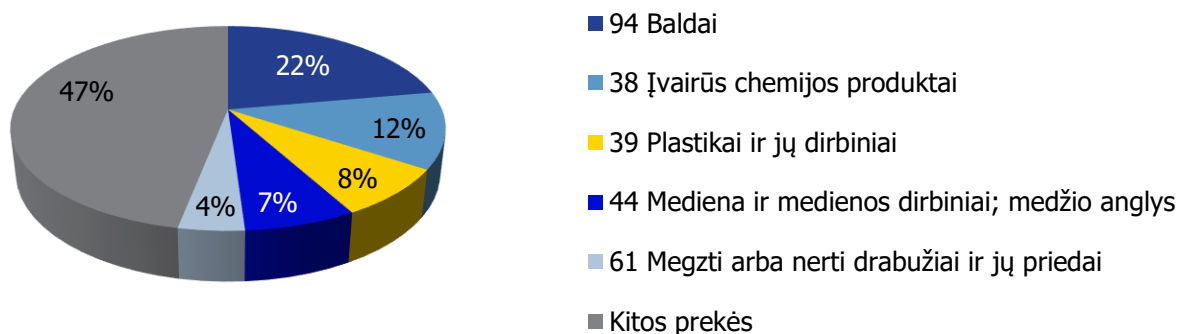 22%
12%
8%
7%
4%
47%
94 Baldai
38 Įvairūs chemijos produktai
39 Plastikai ir jų dirbiniai
44 Mediena ir medienos dirbiniai; medžio anglys
61 Megzti arba nerti drabužiai ir jų priedai
Kitos prekės